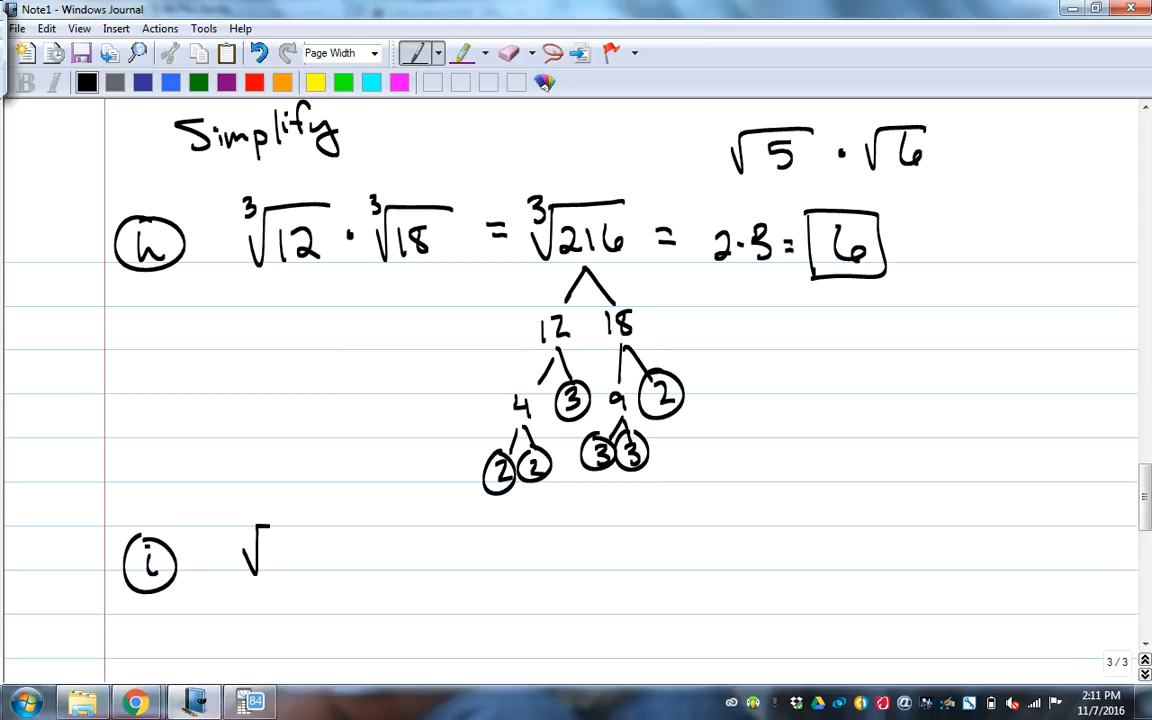 Note1 - Windows Journal
File Edit View Insert Actions Tools Help
Page Width
B I
Simplify
√5 · √6
h ∛12 · ∛18 = ∛216 = 2·3 = 6
12 18
4 3 9 2
2 2 3 3
i √
3 / 3
84
2:11 PM
11/7/2016